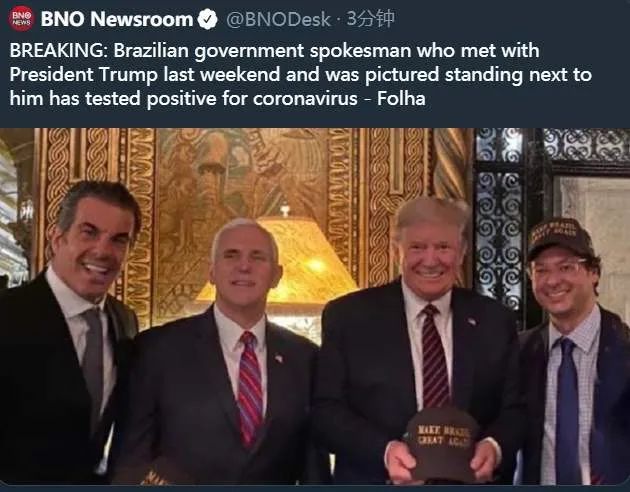 BNO
NEWS
BNO Newsroom @BNODesk · 3分钟
BREAKING: Brazilian government spokesman who met with
President Trump last weekend and was pictured standing next to
him has tested positive for coronavirus - Folha
MAKE BRAZIL
GREAT AGAIN
MAKE BRAZIL
GREAT AGAIN